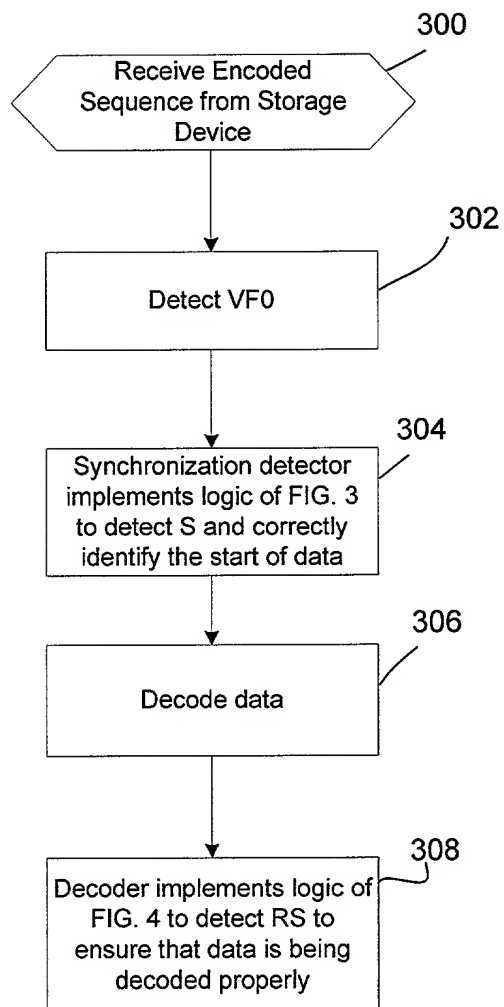 300
Receive Encoded
Sequence from Storage
Device
302
Detect VF0
304
Synchronization detector
implements logic of FIG. 3
to detect S and correctly
identify the start of data
306
Decode data
308
Decoder implements logic of
FIG. 4 to detect RS to
ensure that data is being
decoded properly